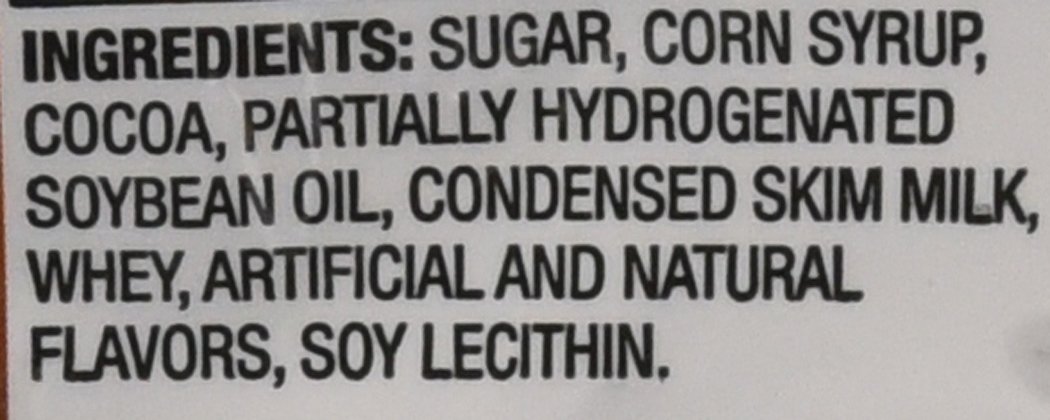 INGREDIENTS: SUGAR, CORN SYRUP,
COCOA, PARTIALLY HYDROGENATED
SOYBEAN OIL, CONDENSED SKIM MILK,
WHEY, ARTIFICIAL AND NATURAL
FLAVORS, SOY LECITHIN.